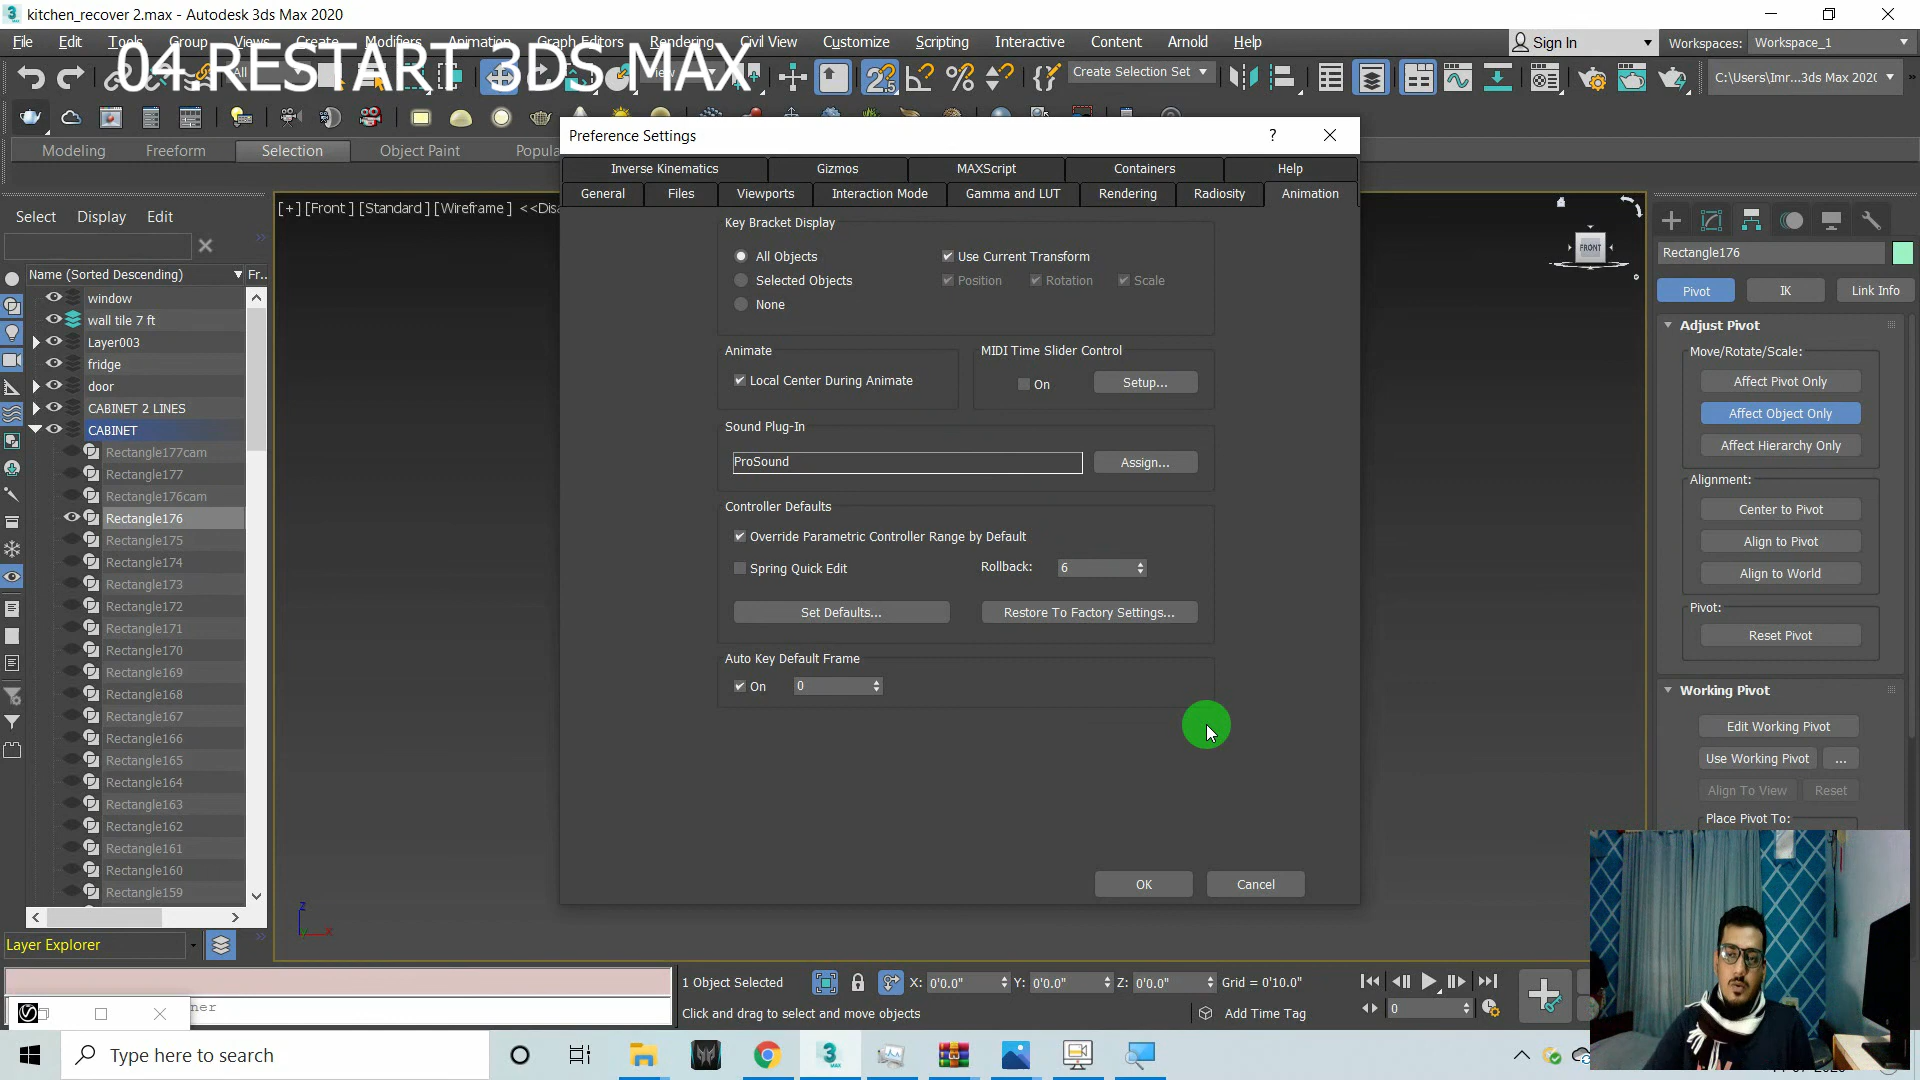 kitchen_recover 2.max - Autodesk 3ds Max 2020
File Edit Tools Group Views Create Modifiers Animation Graph Editors Rendering Civil View Customize Scripting Interactive Content Arnold Help
Sign In
Workspaces: Workspace_1
04 RESTART 3DS MAX
All
View
Create Selection Set
C:\Users\Imr...3ds Max 202(
Modeling Freeform Selection Object Paint Popula
Preference Settings
?
Inverse Kinematics Gizmos MAXScript Containers Help
General Files Viewports Interaction Mode Gamma and LUT Rendering Radiosity Animation
Select Display Edit
[+] [Front ] [Standard ] [Wireframe ] <<Disa
FRONT
Name (Sorted Descending) Fr..
window
wall tile 7 ft
Layer003
fridge
door
CABINET 2 LINES
CABINET
Rectangle177cam
Rectangle177
Rectangle176cam
Rectangle176
Rectangle175
Rectangle174
Rectangle173
Rectangle172
Rectangle171
Rectangle170
Rectangle169
Rectangle168
Rectangle167
Rectangle166
Rectangle165
Rectangle164
Rectangle163
Rectangle162
Rectangle161
Rectangle160
Rectangle159
Layer Explorer
Key Bracket Display
All Objects Use Current Transform
Selected Objects Position Rotation Scale
None
Animate MIDI Time Slider Control
Local Center During Animate On Setup...
Sound Plug-In
ProSound Assign...
Controller Defaults
Override Parametric Controller Range by Default
Spring Quick Edit Rollback: 6
Set Defaults... Restore To Factory Settings...
Auto Key Default Frame
On 0
OK Cancel
Rectangle176
Pivot IK Link Info
Adjust Pivot
Move/Rotate/Scale:
Affect Pivot Only
Affect Object Only
Affect Hierarchy Only
Alignment:
Center to Pivot
Align to Pivot
Align to World
Pivot:
Reset Pivot
Working Pivot
Edit Working Pivot
Use Working Pivot ...
Align To View Reset
Place Pivot To:
z
x
1 Object Selected X: 0'0.0" Y: 0'0.0" Z: 0'0.0" Grid = 0'10.0"
ner
Click and drag to select and move objects Add Time Tag 0
Type here to search